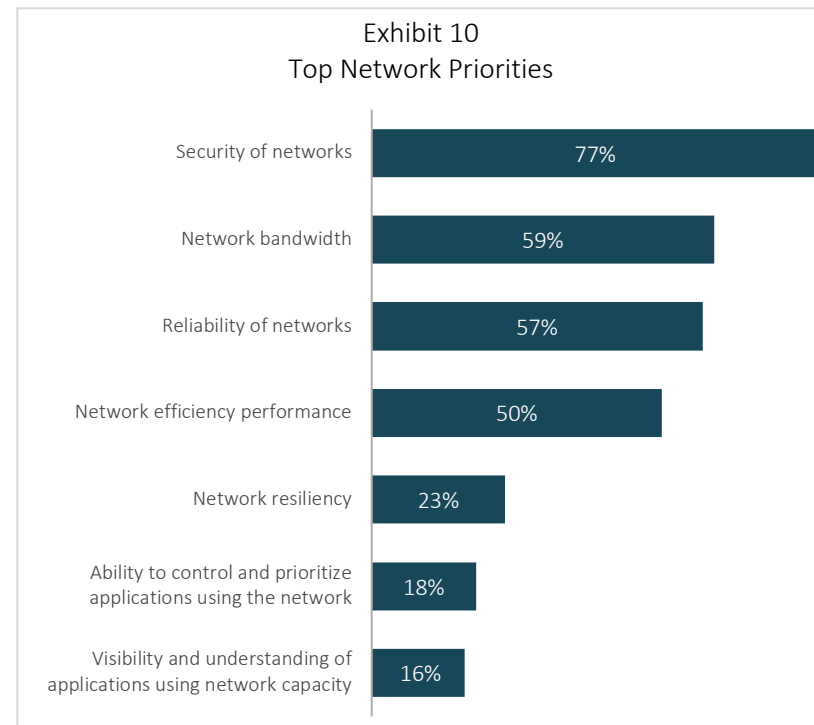 Exhibit 10
Top Network Priorities
Security of networks
77%
Network bandwidth
59%
Reliability of networks
57%
Network efficiency performance
50%
Network resiliency
23%
Ability to control and prioritize
applications using the network
18%
Visibility and understanding of
applications using network capacity
16%